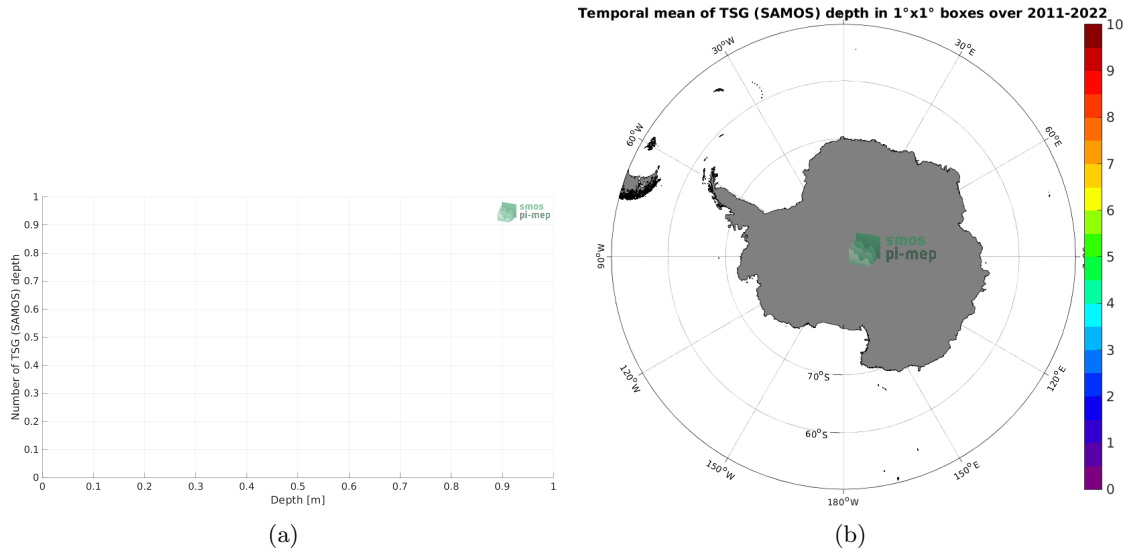 Temporal mean of TSG (SAMOS) depth in 1°x1° boxes over 2011-2022
1
0.9
0.8
0.7
0.6
0.5
0.4
0.3
0.2
0.1
0
Number of TSG (SAMOS) depth
0
0.1
0.2
0.3
0.4
0.5
0.6
0.7
0.8
0.9
1
Depth [m]
smos
pi-mep
(a)
30°W
30°E
60°W
60°E
90°W
120°W
120°E
150°W
150°E
180°W
70°S
60°S
smos
pi-mep
10
9
8
7
6
5
4
3
2
1
0
(b)